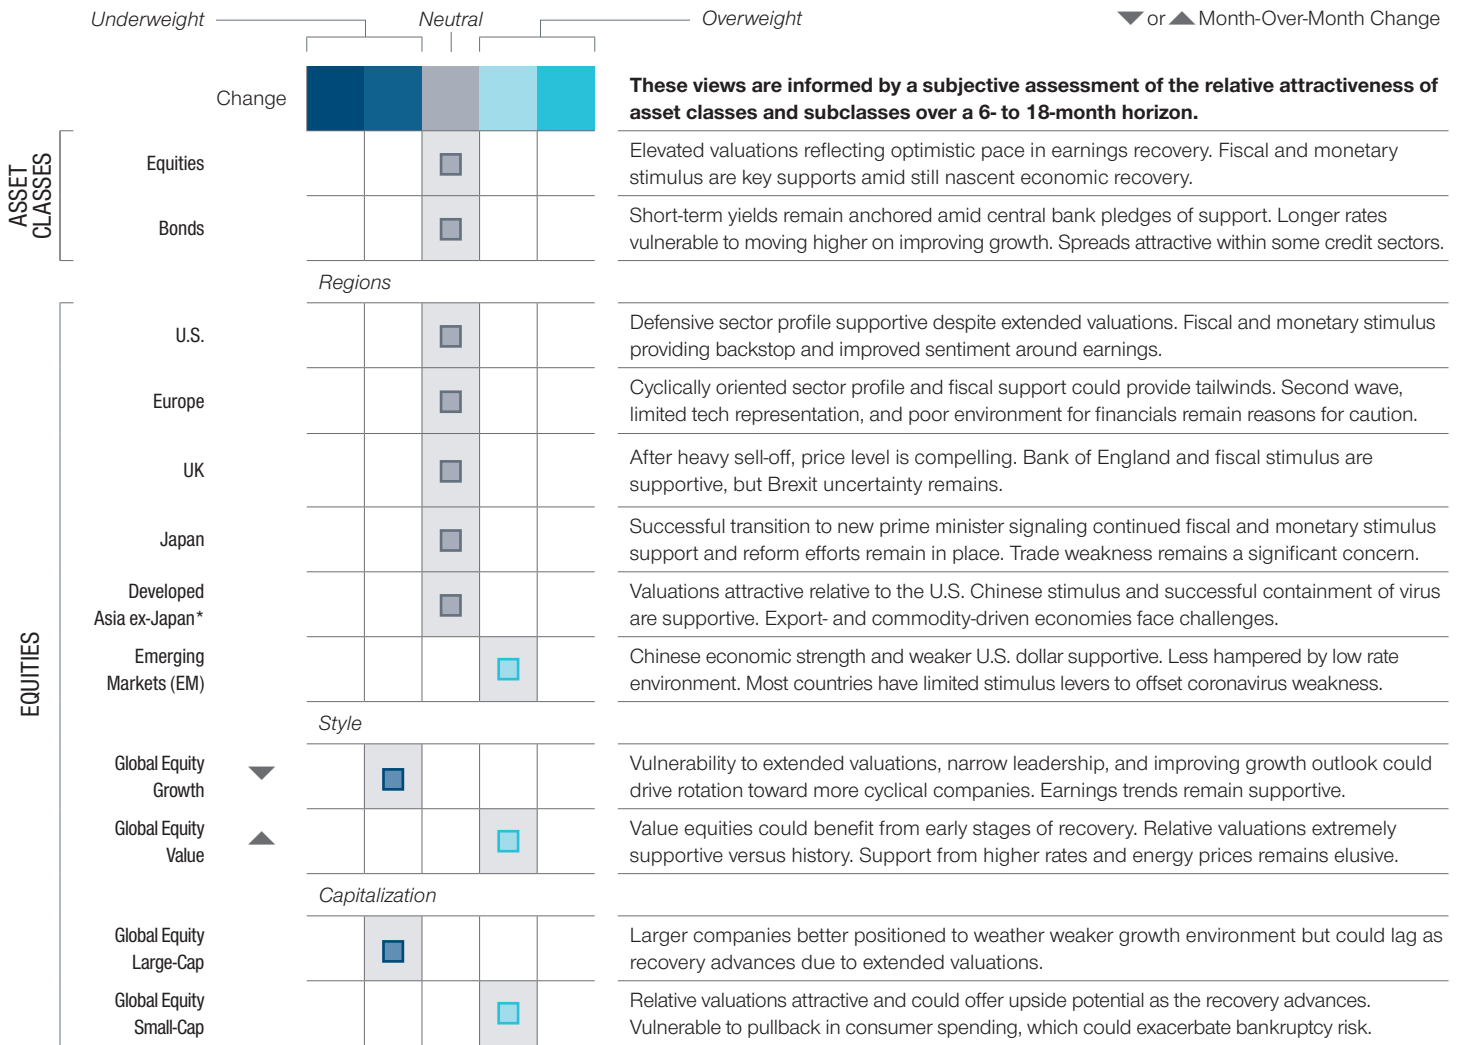 Underweight
Neutral
Overweight
or Month-Over-Month Change
Change
These views are informed by a subjective assessment of the relative attractiveness of
asset classes and subclasses over a 6- to 18-month horizon.
ASSET
CLASSES
Equities
Elevated valuations reflecting optimistic pace in earnings recovery. Fiscal and monetary
stimulus are key supports amid still nascent economic recovery.
Bonds
Short-term yields remain anchored amid central bank pledges of support. Longer rates
vulnerable to moving higher on improving growth. Spreads attractive within some credit sectors.
EQUITIES
Regions
U.S.
Defensive sector profile supportive despite extended valuations. Fiscal and monetary stimulus
providing backstop and improved sentiment around earnings.
Europe
Cyclically oriented sector profile and fiscal support could provide tailwinds. Second wave,
limited tech representation, and poor environment for financials remain reasons for caution.
UK
After heavy sell-off, price level is compelling. Bank of England and fiscal stimulus are
supportive, but Brexit uncertainty remains.
Japan
Successful transition to new prime minister signaling continued fiscal and monetary stimulus
support and reform efforts remain in place. Trade weakness remains a significant concern.
Developed
Asia ex-Japan*
Valuations attractive relative to the U.S. Chinese stimulus and successful containment of virus
are supportive. Export- and commodity-driven economies face challenges.
Emerging
Markets (EM)
Chinese economic strength and weaker U.S. dollar supportive. Less hampered by low rate
environment. Most countries have limited stimulus levers to offset coronavirus weakness.
Style
Global Equity
Growth
Vulnerability to extended valuations, narrow leadership, and improving growth outlook could
drive rotation toward more cyclical companies. Earnings trends remain supportive.
Global Equity
Value
Value equities could benefit from early stages of recovery. Relative valuations extremely
supportive versus history. Support from higher rates and energy prices remains elusive.
Capitalization
Global Equity
Large-Cap
Larger companies better positioned to weather weaker growth environment but could lag as
recovery advances due to extended valuations.
Global Equity
Small-Cap
Relative valuations attractive and could offer upside potential as the recovery advances.
Vulnerable to pullback in consumer spending, which could exacerbate bankruptcy risk.